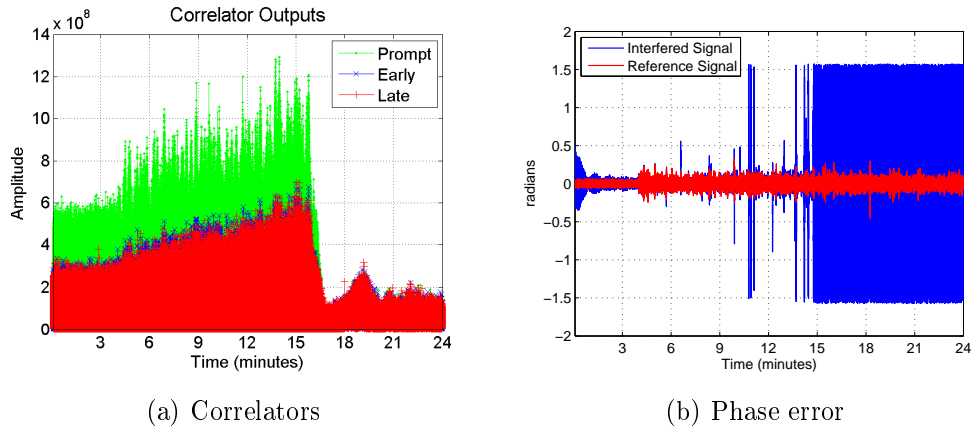 Correlator Outputs
x 10^8
14
12
10
8
6
4
2
0
Amplitude
3 6 9 12 15 18 21 24
Time (minutes)
Prompt
Early
Late
(a) Correlators
2
1.5
1
0.5
0
−0.5
−1
−1.5
−2
radians
3 6 9 12 15 18 21 24
Time (minutes)
Interfered Signal
Reference Signal
(b) Phase error